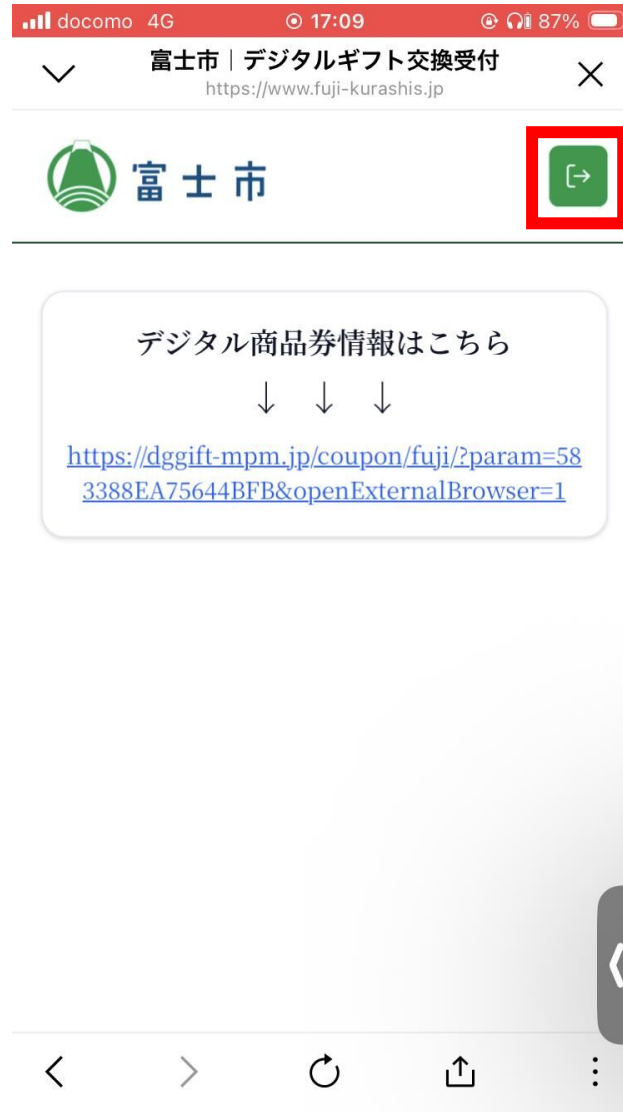 docomo 4G 17:09 87%
富士市｜デジタルギフト交換受付
https://www.fuji-kurashis.jp
富士市
デジタル商品券情報はこちら
↓ ↓ ↓
https://dggift-mpm.jp/coupon/fuji/?param=58
3388EA75644BFB&openExternalBrowser=1